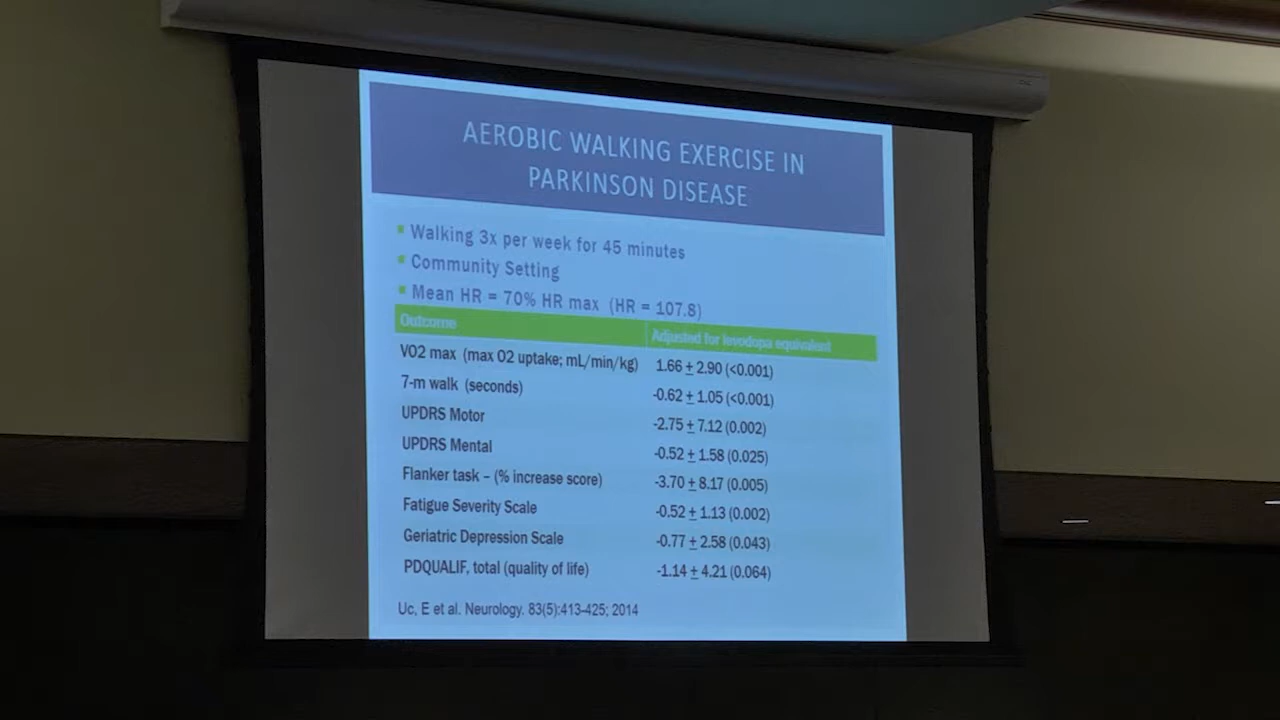 AEROBIC WALKING EXERCISE IN
PARKINSON DISEASE
Walking 3x per week for 45 minutes
Community Setting
Mean HR = 70% HR max (HR = 107.8)
Outcome Adjusted for levodopa equivalent
VO2 max (max O2 uptake; mL/min/kg) 1.66 ± 2.90 (<0.001)
7-m walk (seconds) -0.62 ± 1.05 (<0.001)
UPDRS Motor -2.75 ± 7.12 (0.002)
UPDRS Mental -0.52 ± 1.58 (0.025)
Flanker task – (% increase score) -3.70 ± 8.17 (0.005)
Fatigue Severity Scale -0.52 ± 1.13 (0.002)
Geriatric Depression Scale -0.77 ± 2.58 (0.043)
PDQUALIF, total (quality of life) -1.14 ± 4.21 (0.064)
Uc, E et al. Neurology. 83(5):413-425; 2014